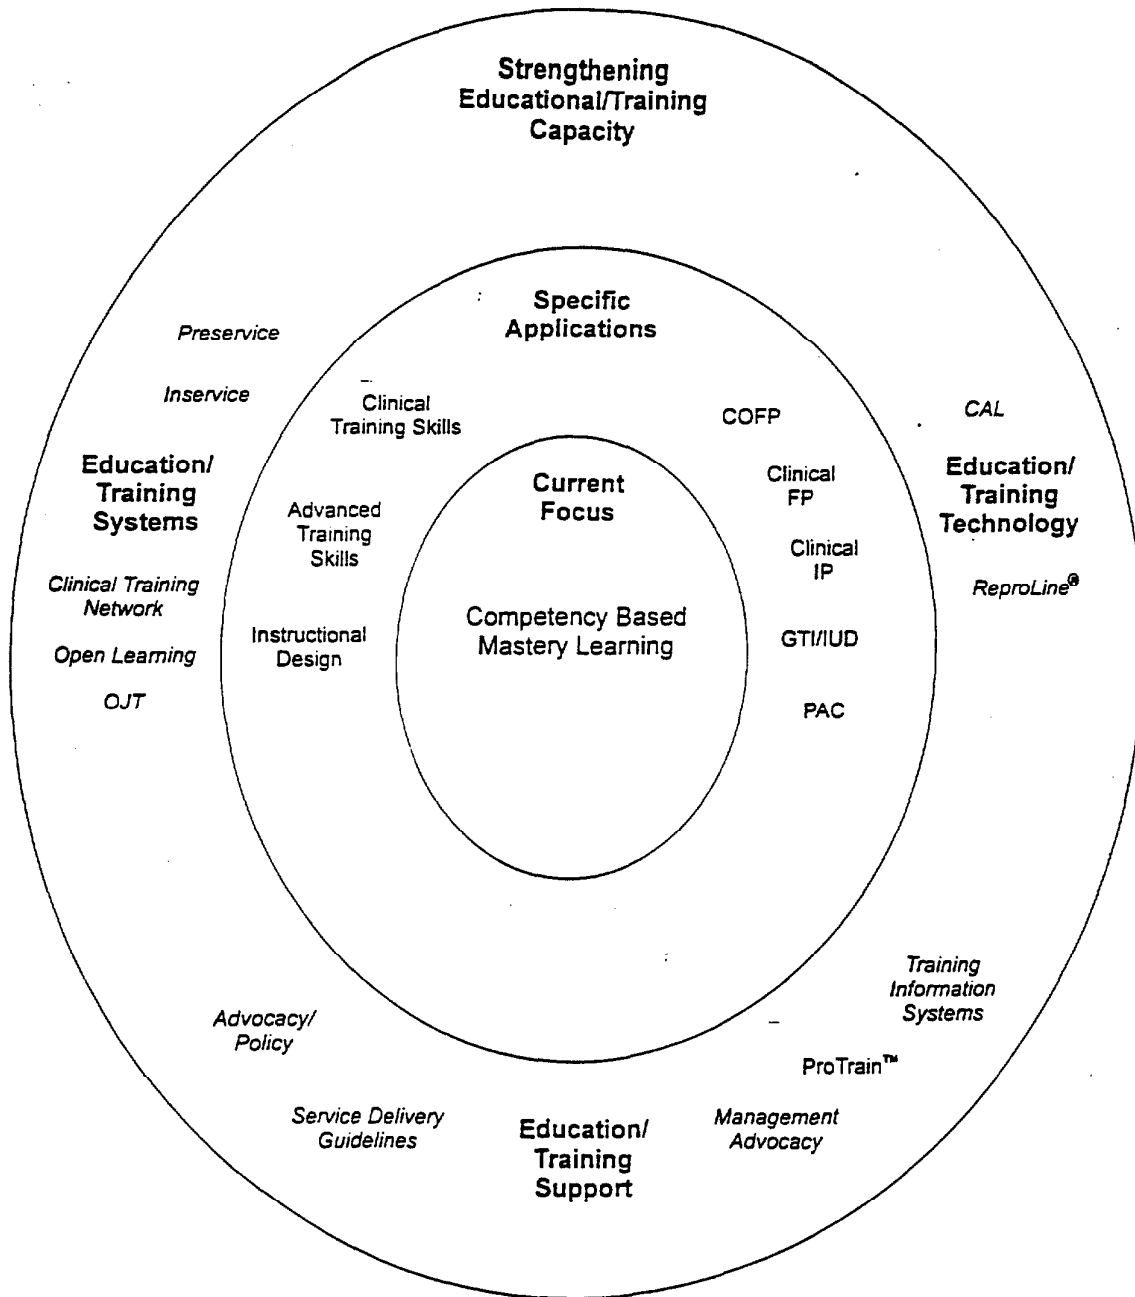 Strengthening
Educational/Training
Capacity
Specific
Applications
Preservice
Inservice
Education/
Training
Systems
Clinical Training
Network
Open Learning
OJT
Clinical
Training Skills
Advanced
Training
Skills
Instructional
Design
Current
Focus
Competency Based
Mastery Learning
COFP
Clinical
FP
Clinical
IP
GTI/IUD
PAC
CAL
Education/
Training
Technology
ReproLine®
Advocacy/
Policy
Service Delivery
Guidelines
Education/
Training
Support
Management
Advocacy
ProTrain™
Training
Information
Systems